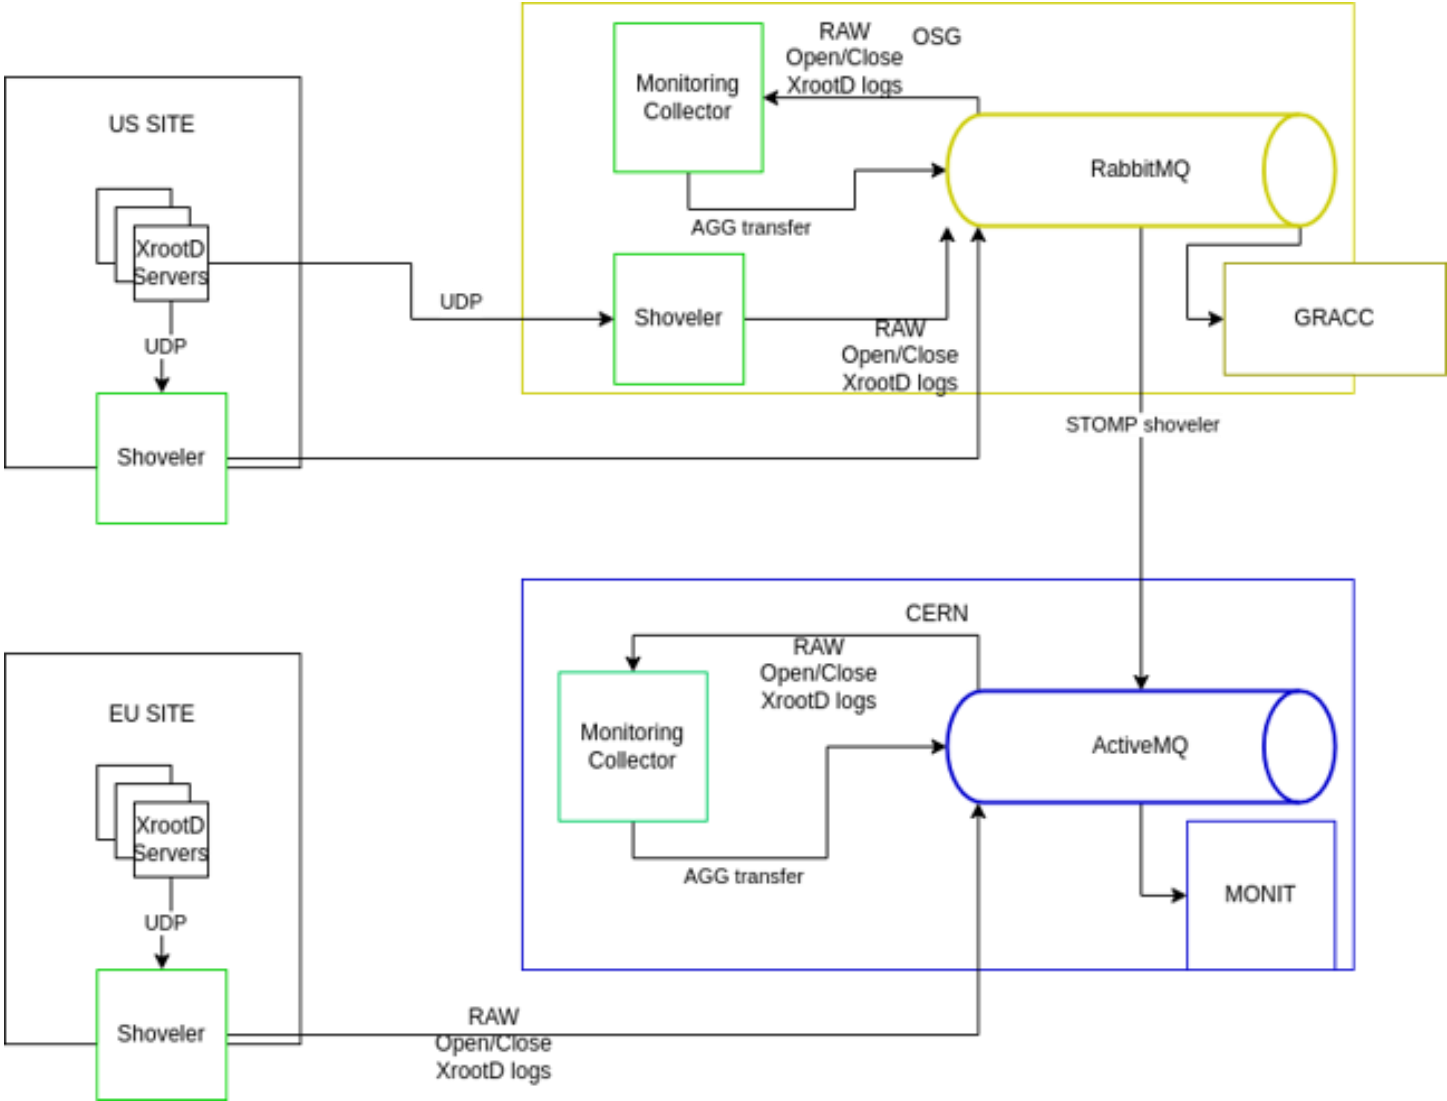 RAW
Open/Close
XrootD logs
OSG
Monitoring
Collector
US SITE
RabbitMQ
AGG transfer
XrootD
Servers
UDP
Shoveler
GRACC
RAW
Open/Close
XrootD logs
UDP
STOMP shoveler
Shoveler
CERN
RAW
Open/Close
XrootD logs
EU SITE
Monitoring
Collector
ActiveMQ
XrootD
Servers
AGG transfer
MONIT
UDP
Shoveler
RAW
Open/Close
XrootD logs